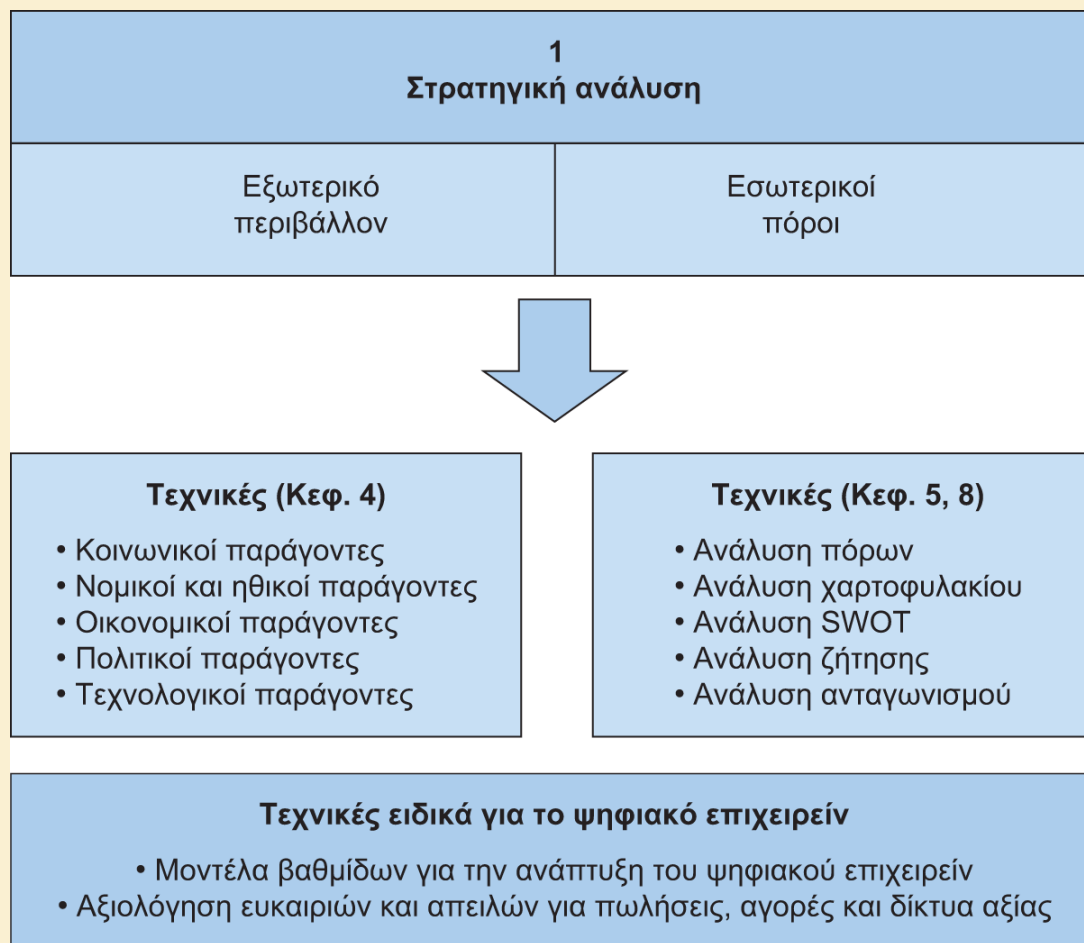 1
Στρατηγική ανάλυση
Εξωτερικό
περιβάλλον
Εσωτερικοί
πόροι
Τεχνικές (Κεφ. 4)
• Κοινωνικοί παράγοντες
• Νομικοί και ηθικοί παράγοντες
• Οικονομικοί παράγοντες
• Πολιτικοί παράγοντες
• Τεχνολογικοί παράγοντες
Τεχνικές (Κεφ. 5, 8)
• Ανάλυση πόρων
• Ανάλυση χαρτοφυλακίου
• Ανάλυση SWOT
• Ανάλυση ζήτησης
• Ανάλυση ανταγωνισμού
Τεχνικές ειδικά για το ψηφιακό επιχειρείν
• Μοντέλα βαθμίδων για την ανάπτυξη του ψηφιακού επιχειρείν
• Αξιολόγηση ευκαιριών και απειλών για πωλήσεις, αγορές και δίκτυα αξίας